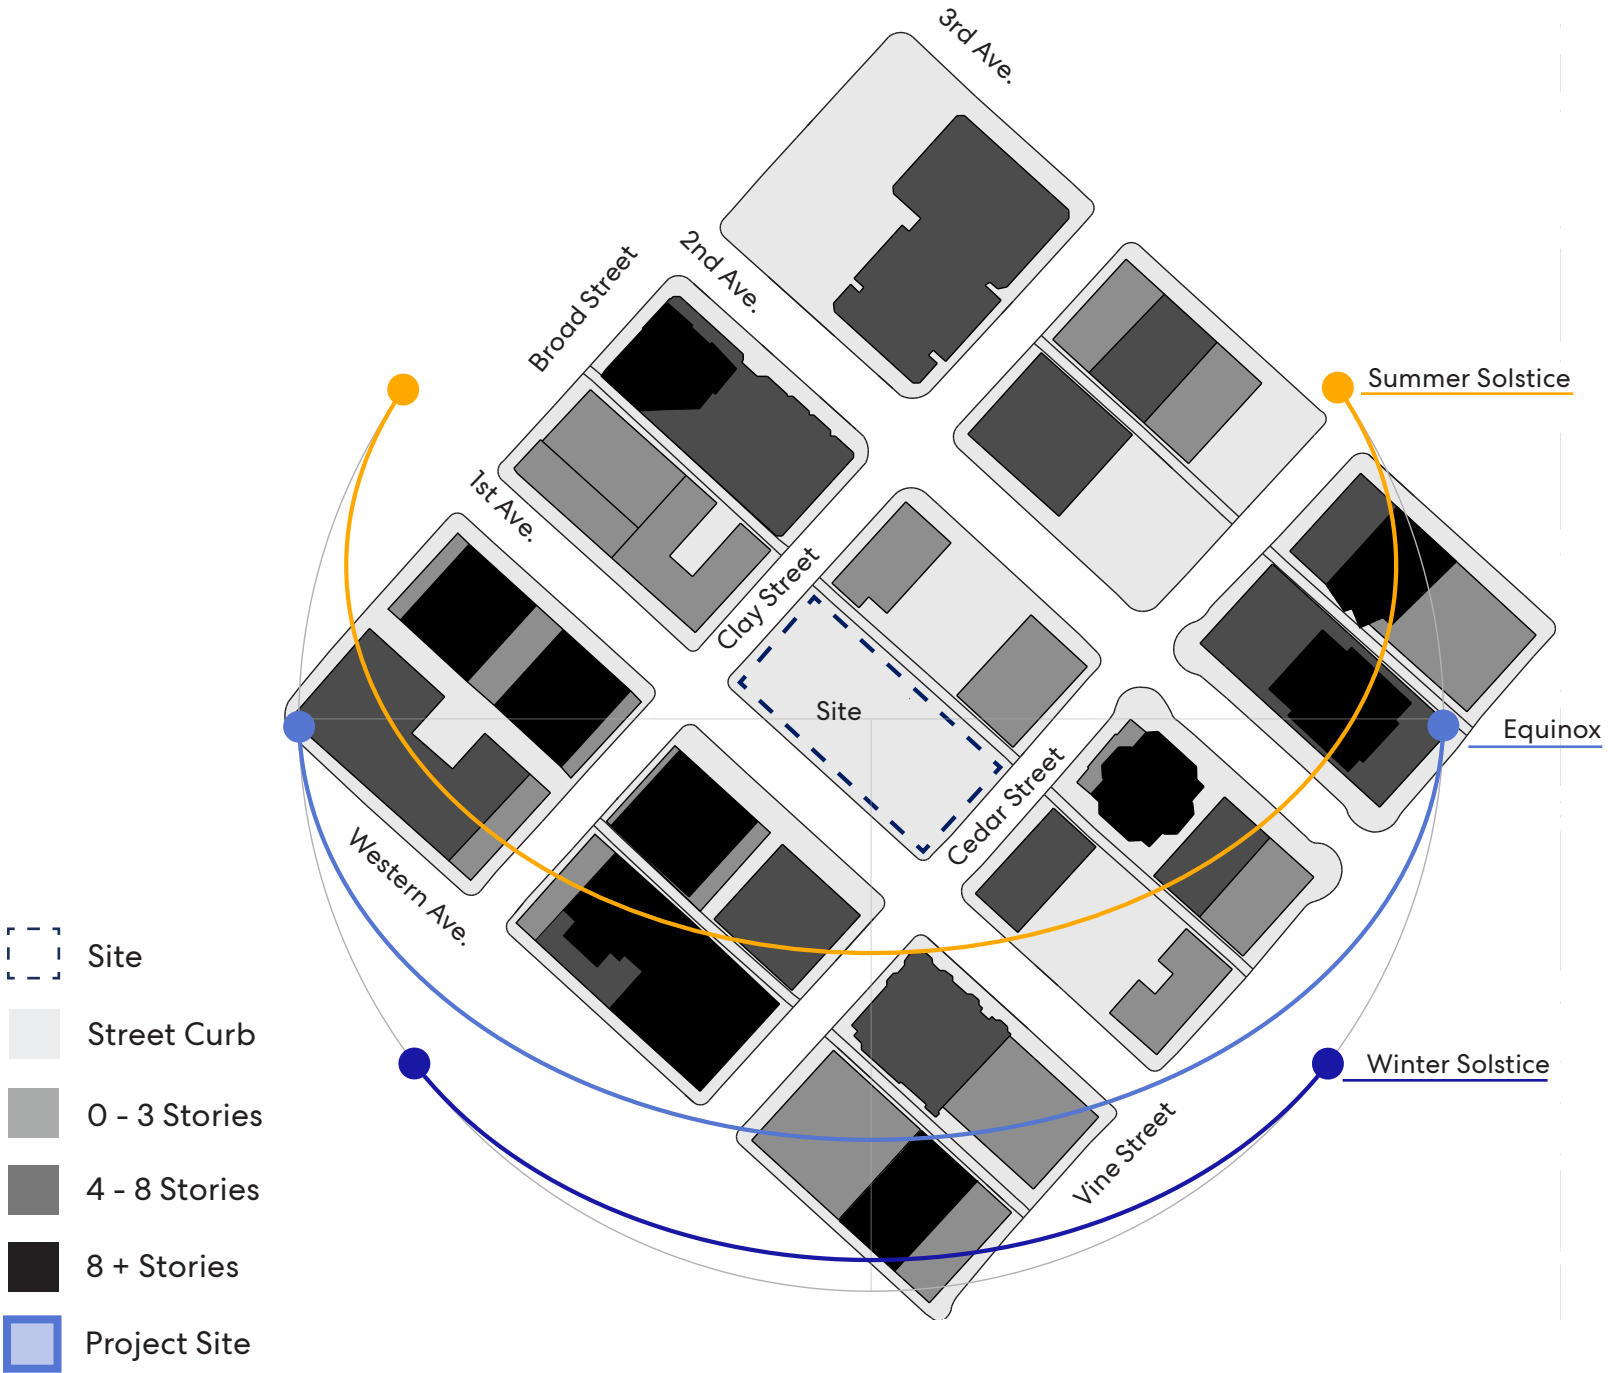 3rd Ave.
2nd Ave.
Broad Street
Summer Solstice
1st Ave.
Clay Street
Site
Equinox
Cedar Street
Western Ave.
Site
Street Curb
Winter Solstice
0 - 3 Stories
Vine Street
4 - 8 Stories
8 + Stories
Project Site